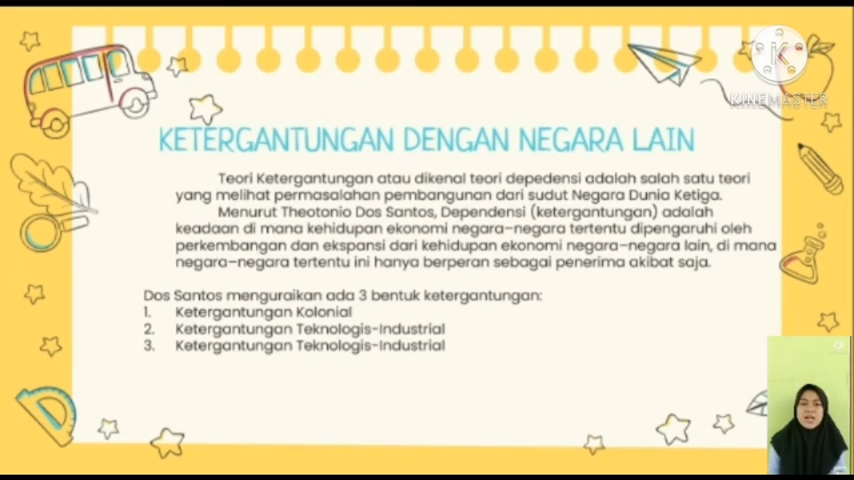 KINEMASTER
KETERGANTUNGAN DENGAN NEGARA LAIN
Teori Ketergantungan atau dikenal teori depedensi adalah salah satu teori
yang melihat permasalahan pembangunan dari sudut Negara Dunia Ketiga.
Menurut Theotonio Dos Santos, Dependensi (ketergantungan) adalah
keadaan di mana kehidupan ekonomi negara–negara tertentu dipengaruhi oleh
perkembangan dan ekspansi dari kehidupan ekonomi negara–negara lain, di mana
negara–negara tertentu ini hanya berperan sebagai penerima akibat saja.
Dos Santos menguraikan ada 3 bentuk ketergantungan:
1. Ketergantungan Kolonial
2. Ketergantungan Teknologis-Industrial
3. Ketergantungan Teknologis-Industrial